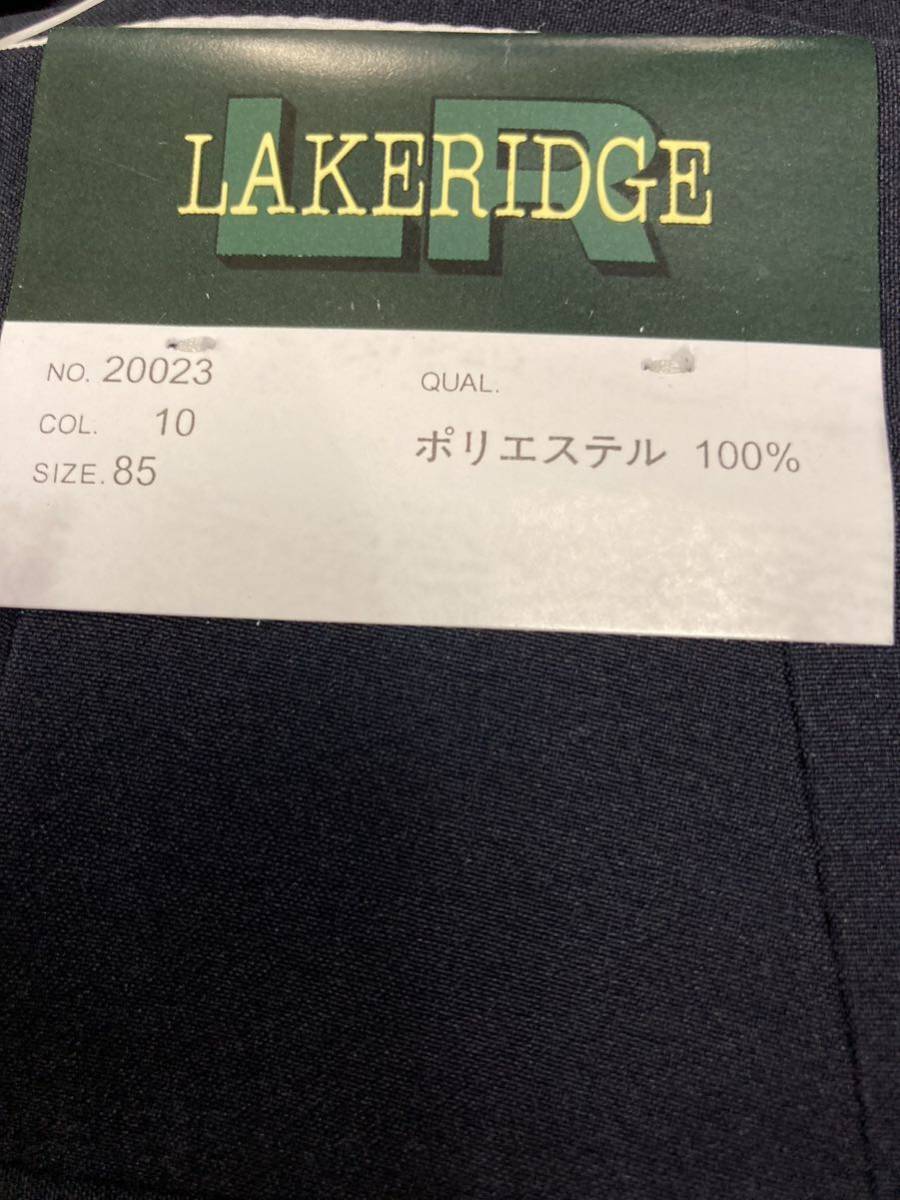 LR
LAKERIDGE
NO. 20023
COL. 10
SIZE. 85
QUAL.
ポリエステル 100%